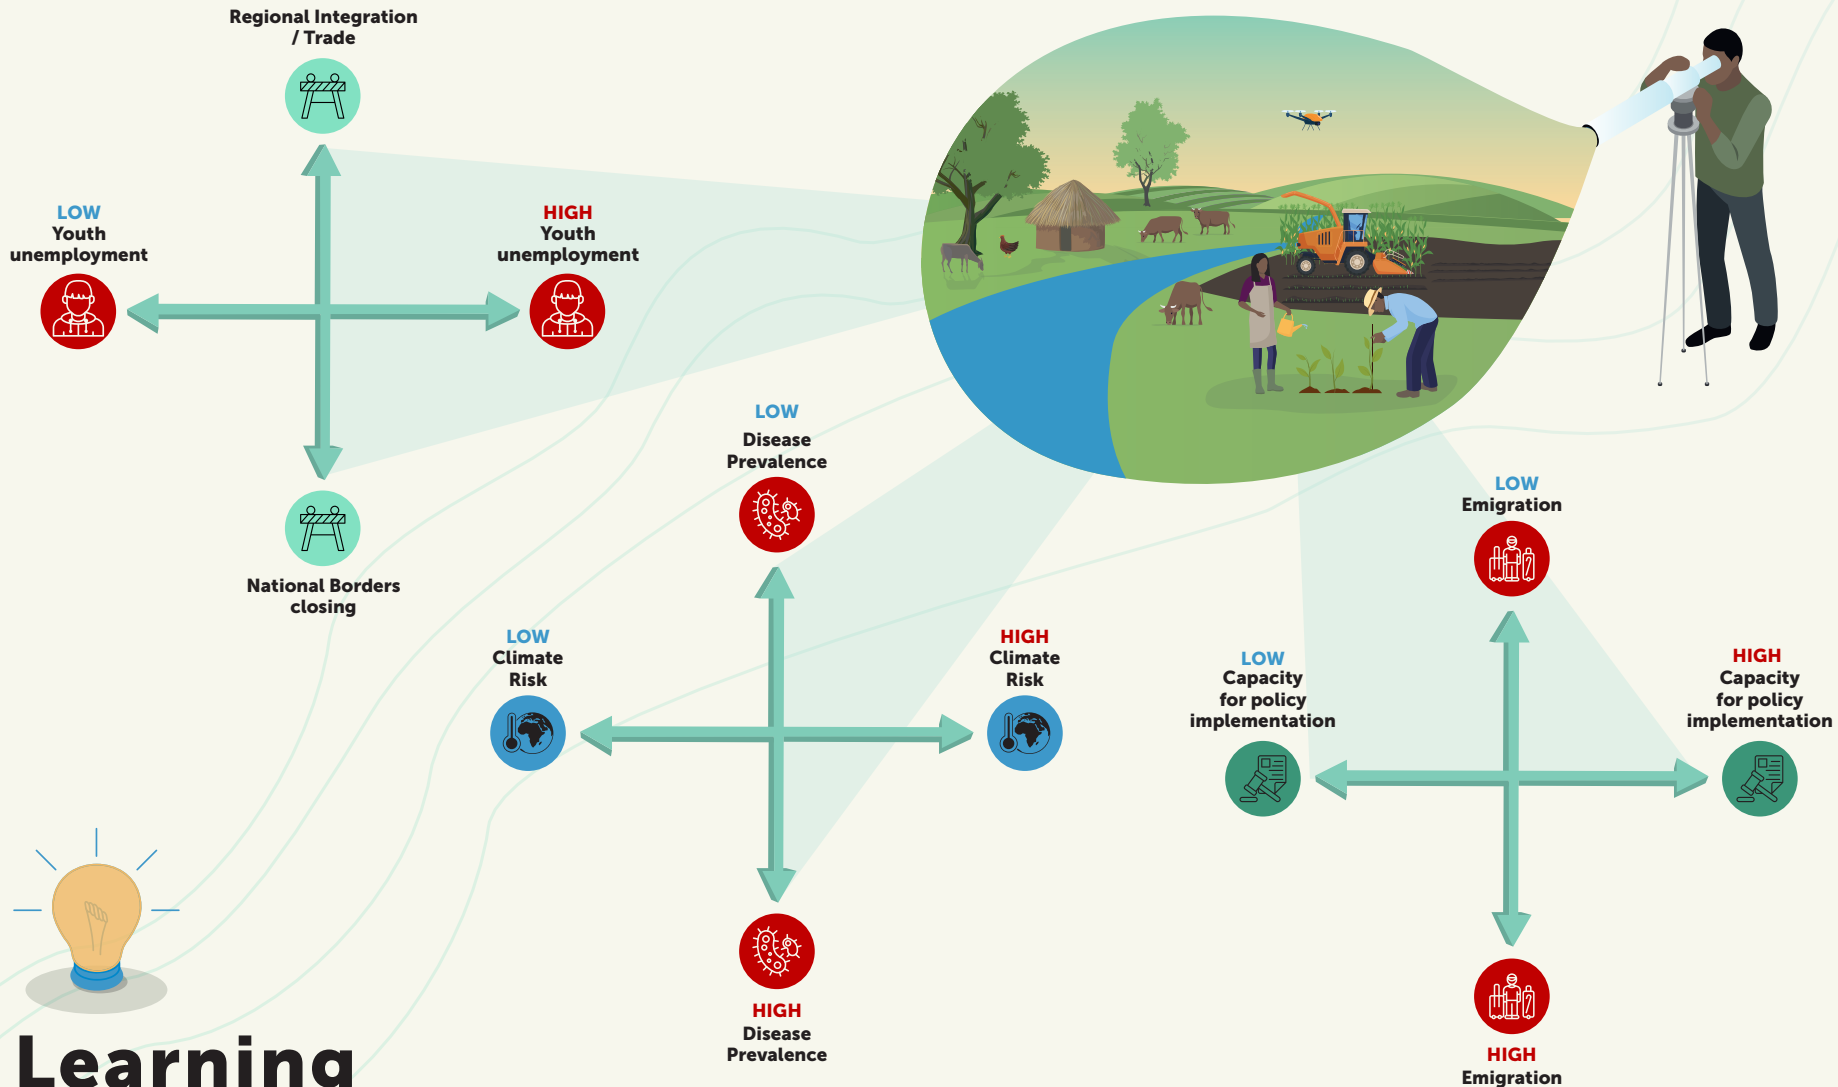 Regional Integration
/ Trade
LOW
Youth
unemployment
HIGH
Youth
unemployment
National Borders
closing
LOW
Disease
Prevalence
LOW
Climate
Risk
HIGH
Climate
Risk
HIGH
Disease
Prevalence
LOW
Emigration
LOW
Capacity
for policy
implementation
HIGH
Capacity
for policy
implementation
HIGH
Emigration
Learning